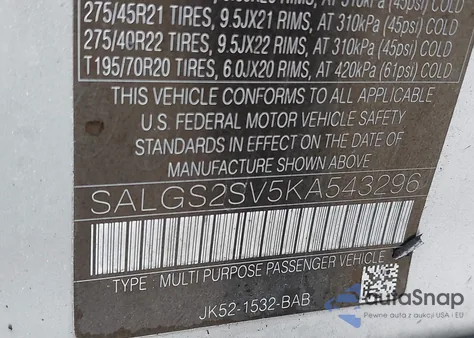 275/45R21 TIRES, 9.5JX21 RIMS, AT 310kPa (45psi) COLD
275/40R22 TIRES, 9.5JX22 RIMS, AT 310kPa (45psi) COLD
T195/70R20 TIRES, 6.0JX20 RIMS, AT 420kPa (61psi) COLD
THIS VEHICLE CONFORMS TO ALL APPLICABLE
U.S. FEDERAL MOTOR VEHICLE SAFETY
STANDARDS IN EFFECT ON THE DATE OF
MANUFACTURE SHOWN ABOVE
SALGS2SV5KA543296
TYPE: MULTI PURPOSE PASSENGER VEHICLE
JK52-1532-BAB
autaSnap
Pewne auta z aukcji USA i EU